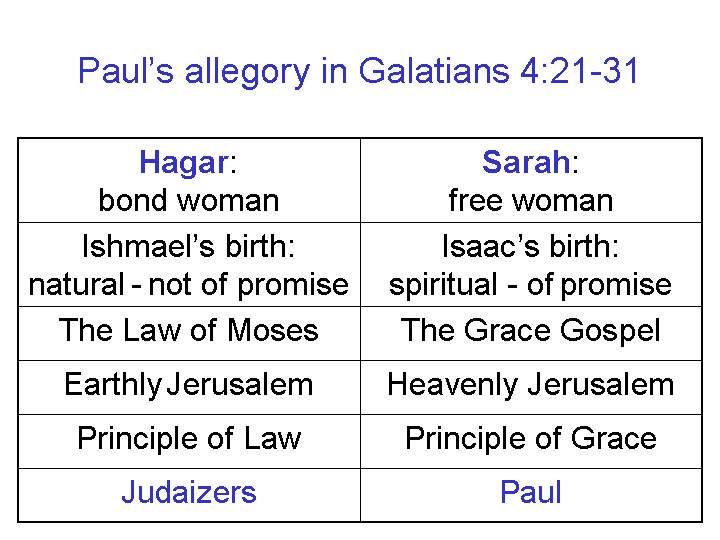 Paul’s allegory in Galatians 4:21-31
Hagar:
bond woman
Sarah:
free woman
Ishmael’s birth:
natural - not of promise
Isaac’s birth:
spiritual - of promise
The Law of Moses
The Grace Gospel
Earthly Jerusalem
Heavenly Jerusalem
Principle of Law
Principle of Grace
Judaizers
Paul